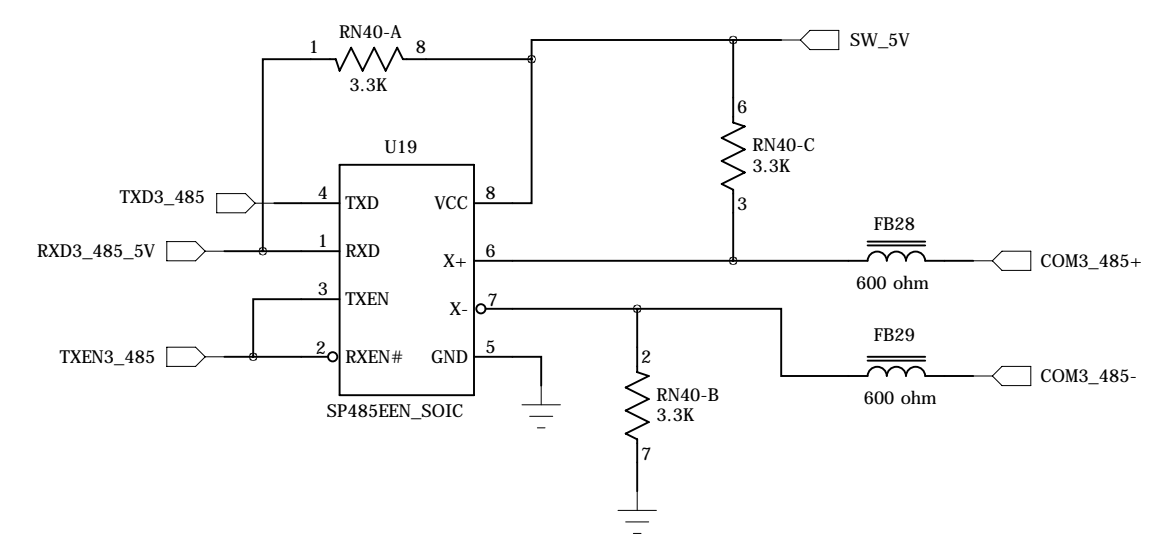 RN40-A
1 8
3.3K
SW_5V
6
RN40-C
3.3K
3
U19
TXD3_485
4 TXD
VCC 8
RXD3_485_5V
1 RXD
X+ 6
FB28
600 ohm
COM3_485+
3 TXEN
X- 7
FB29
600 ohm
COM3_485-
TXEN3_485
2 RXEN#
GND 5
SP485EEN_SOIC
2
RN40-B
3.3K
7